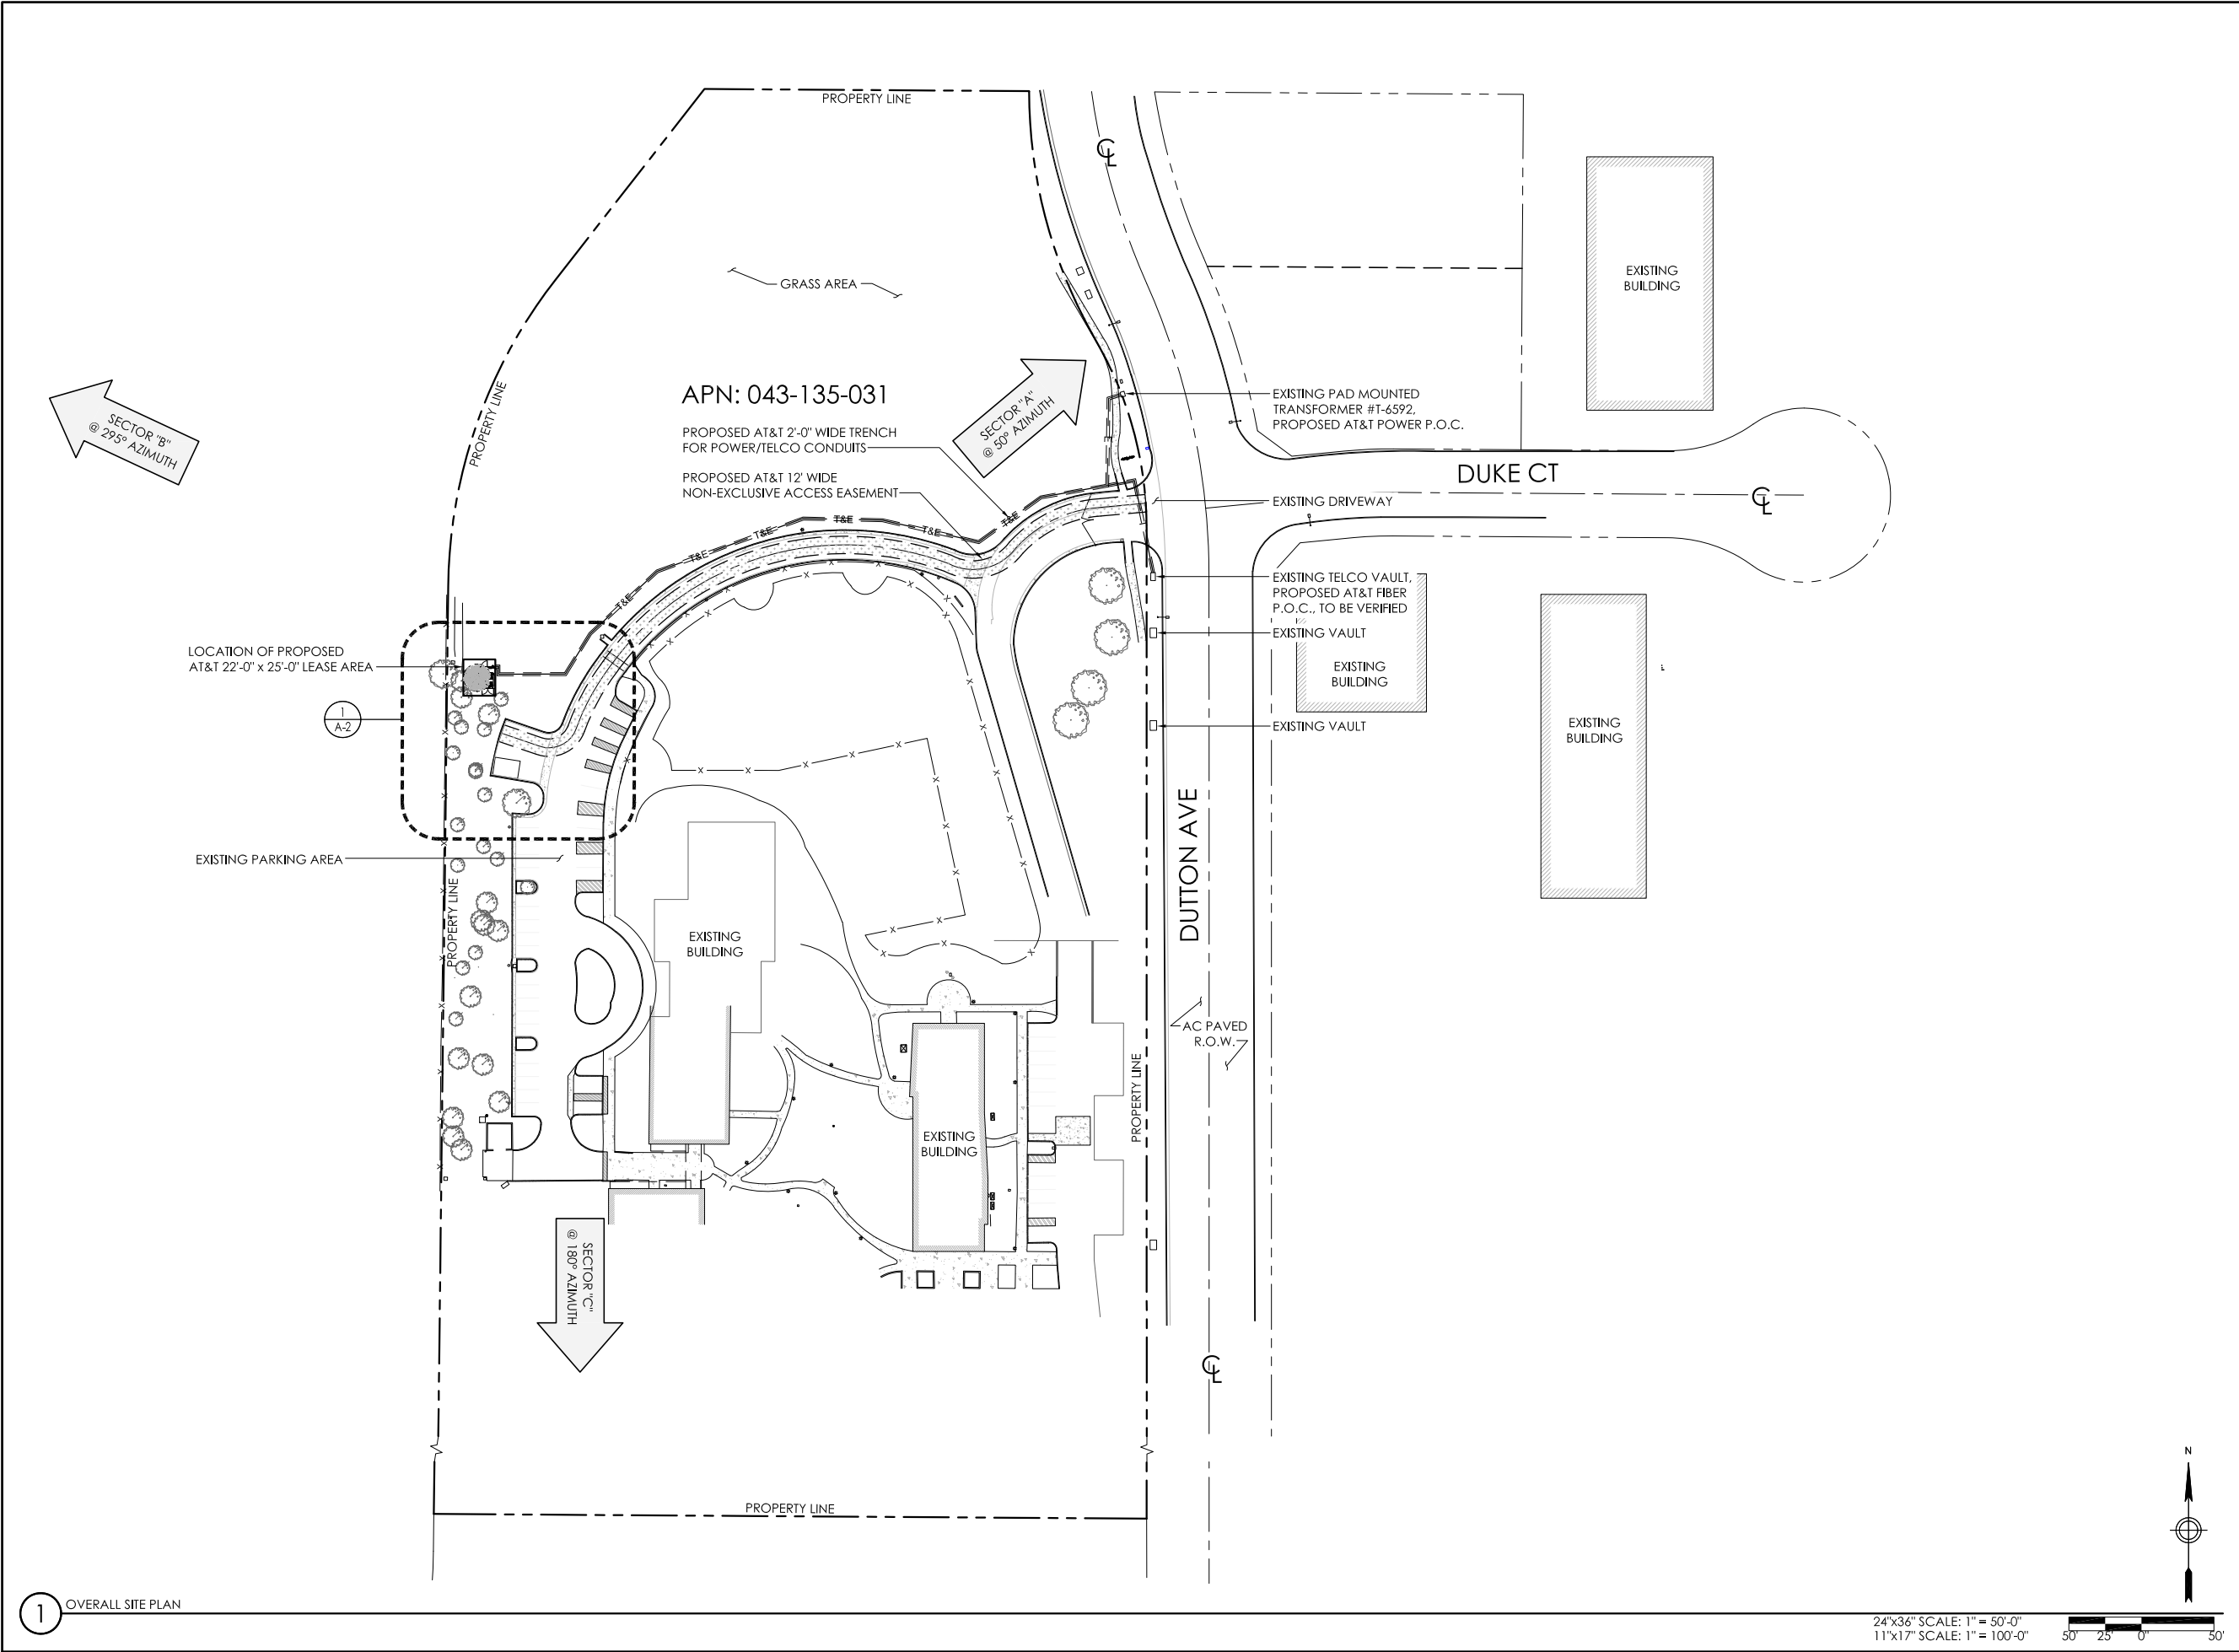 PROPERTY LINE
℄
EXISTING
BUILDING
GRASS AREA
APN: 043-135-031
SECTOR "A"
@ 50° AZIMUTH
SECTOR "B"
@ 295° AZIMUTH
PROPERTY LINE
EXISTING PAD MOUNTED
TRANSFORMER #T-6592,
PROPOSED AT&T POWER P.O.C.
PROPOSED AT&T 2'-0" WIDE TRENCH
FOR POWER/TELCO CONDUITS
PROPOSED AT&T 12' WIDE
NON-EXCLUSIVE ACCESS EASEMENT
DUKE CT
℄
EXISTING DRIVEWAY
T&E
T&E
T&E
T&E
T&E
T&E
EXISTING TELCO VAULT,
PROPOSED AT&T FIBER
P.O.C., TO BE VERIFIED
EXISTING VAULT
LOCATION OF PROPOSED
AT&T 22'-0" x 25'-0" LEASE AREA
EXISTING
BUILDING
1
A-2
EXISTING VAULT
EXISTING
BUILDING
DUTTON AVE
EXISTING PARKING AREA
PROPERTY LINE
EXISTING
BUILDING
AC PAVED
R.O.W.
PROPERTY LINE
EXISTING
BUILDING
SECTOR "C"
@ 180° AZIMUTH
℄
N
PROPERTY LINE
1
OVERALL SITE PLAN
24"x36" SCALE: 1" = 50'-0"
11"x17" SCALE: 1" = 100'-0"
50' 25' 0" 50'